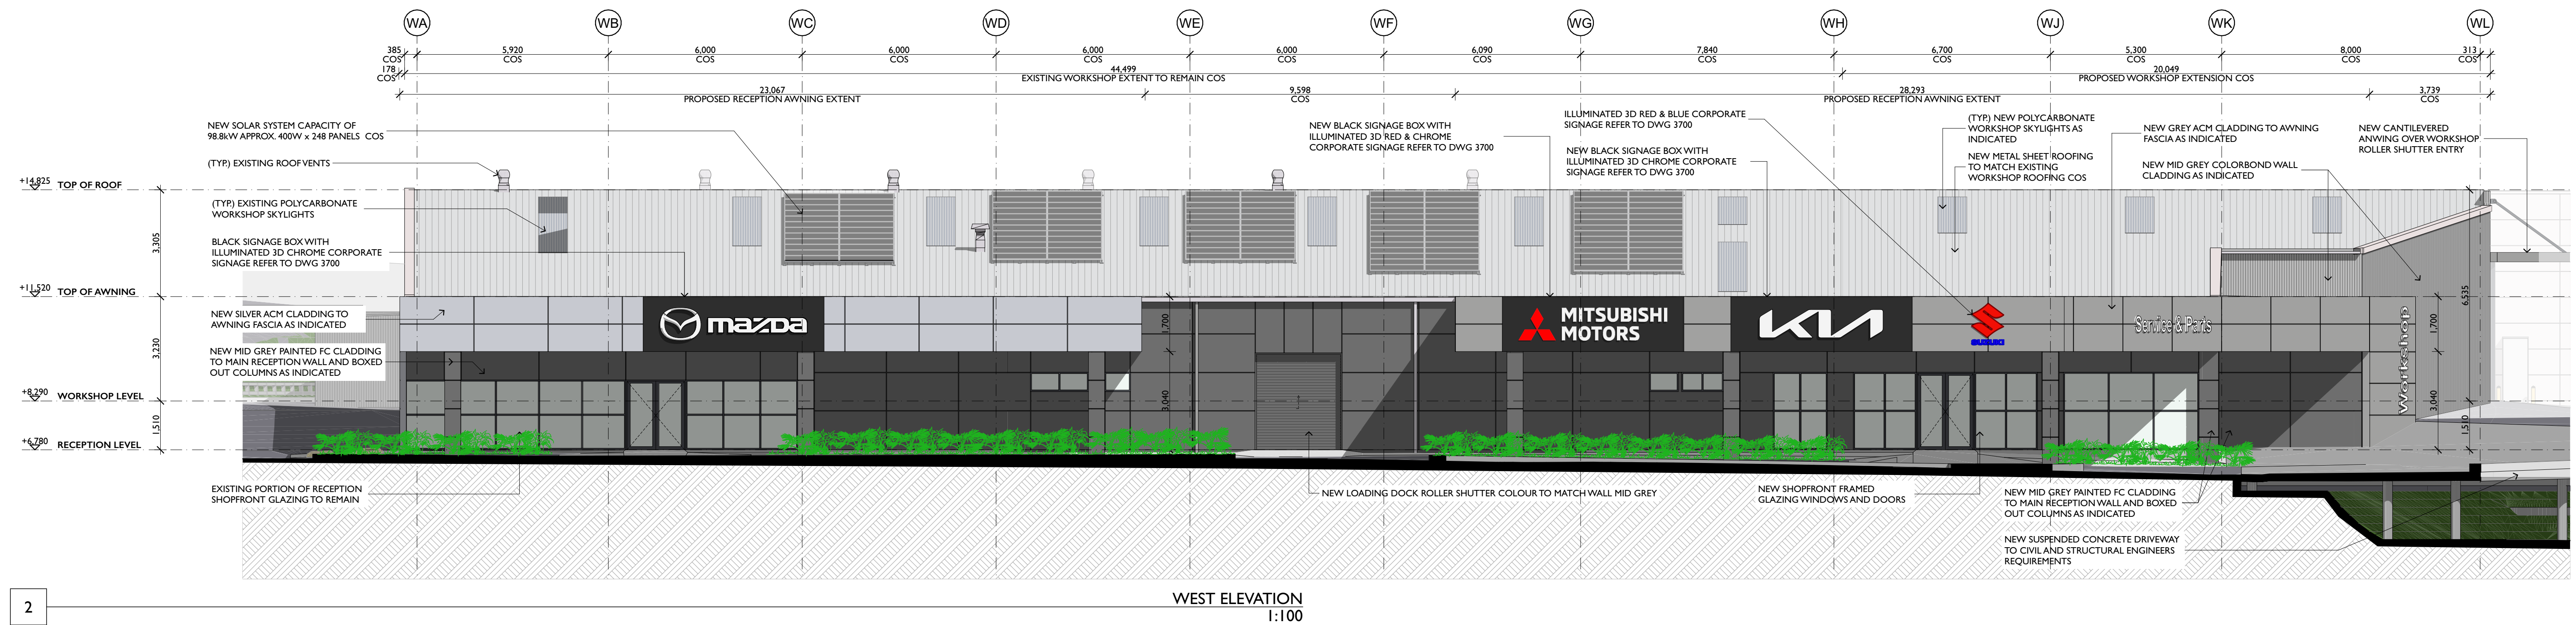 WA WB WC WD WE WF WG WH WJ WK WL
385 5,920 6,000 6,000 6,000 6,000 6,090 7,840 6,700 5,300 8,000 313
COS COS COS COS COS COS COS COS COS COS COS COS
178 44,499 20,049
COS EXISTING WORKSHOP EXTENT TO REMAIN COS PROPOSED WORKSHOP EXTENSION COS
23,067 9,598 28,293 3,739
PROPOSED RECEPTION AWNING EXTENT COS PROPOSED RECEPTION AWNING EXTENT COS
NEW SOLAR SYSTEM CAPACITY OF
98.8kW APPROX. 400W x 248 PANELS COS
(TYP.) EXISTING ROOF VENTS
+14,825 TOP OF ROOF
(TYP.) EXISTING POLYCARBONATE
WORKSHOP SKYLIGHTS
3,305
BLACK SIGNAGE BOX WITH
ILLUMINATED 3D CHROME CORPORATE
SIGNAGE REFER TO DWG 3700
+11,520 TOP OF AWNING
NEW SILVER ACM CLADDING TO
AWNING FASCIA AS INDICATED
3,230
NEW MID GREY PAINTED FC CLADDING
TO MAIN RECEPTION WALL AND BOXED
OUT COLUMNS AS INDICATED
+8,290 WORKSHOP LEVEL
1,510
+6,780 RECEPTION LEVEL
EXISTING PORTION OF RECEPTION
SHOPFRONT GLAZING TO REMAIN
NEW BLACK SIGNAGE BOX WITH
ILLUMINATED 3D RED & CHROME
CORPORATE SIGNAGE REFER TO DWG 3700
ILLUMINATED 3D RED & BLUE CORPORATE
SIGNAGE REFER TO DWG 3700
NEW BLACK SIGNAGE BOX WITH
ILLUMINATED 3D CHROME CORPORATE
SIGNAGE REFER TO DWG 3700
(TYP.) NEW POLYCARBONATE
WORKSHOP SKYLIGHTS AS
INDICATED
NEW METAL SHEET ROOFING
TO MATCH EXISTING
WORKSHOP ROOFING COS
NEW GREY ACM CLADDING TO AWNING
FASCIA AS INDICATED
NEW MID GREY COLORBOND WALL
CLADDING AS INDICATED
NEW CANTILEVERED
ANWING OVER WORKSHOP
ROLLER SHUTTER ENTRY
mazda
1,700
3,040
MITSUBISHI
MOTORS
KIA
SUZUKI
Service & Parts
Workshop
6,535
1,700
3,040
1,510
NEW LOADING DOCK ROLLER SHUTTER COLOUR TO MATCH WALL MID GREY
NEW SHOPFRONT FRAMED
GLAZING WINDOWS AND DOORS
NEW MID GREY PAINTED FC CLADDING
TO MAIN RECEPTION WALL AND BOXED
OUT COLUMNS AS INDICATED
NEW SUSPENDED CONCRETE DRIVEWAY
TO CIVIL AND STRUCTURAL ENGINEERS
REQUIREMENTS
2
WEST ELEVATION
1:100